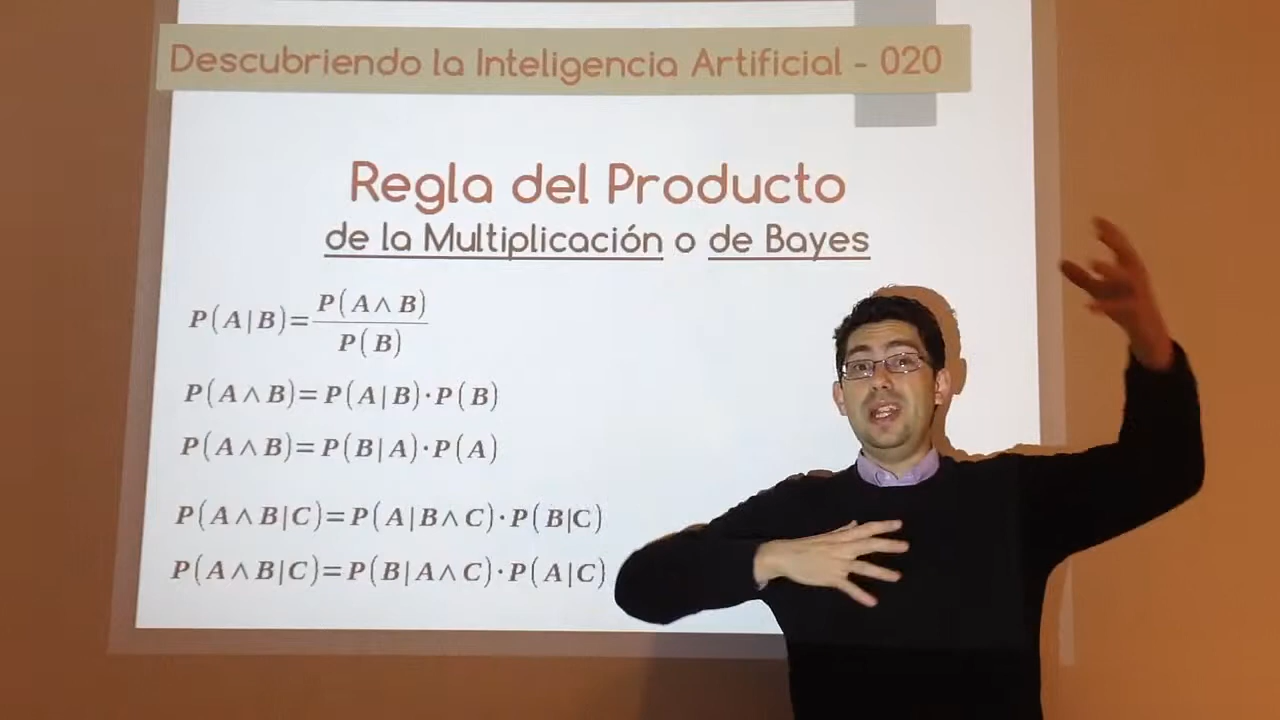 Descubriendo la Inteligencia Artificial - 020
Regla del Producto
de la Multiplicación o de Bayes
P(A|B)=P(A∧B)/P(B)
P(A∧B)=P(A|B)·P(B)
P(A∧B)=P(B|A)·P(A)
P(A∧B|C)=P(A|B∧C)·P(B|C)
P(A∧B|C)=P(B|A∧C)·P(A|C)